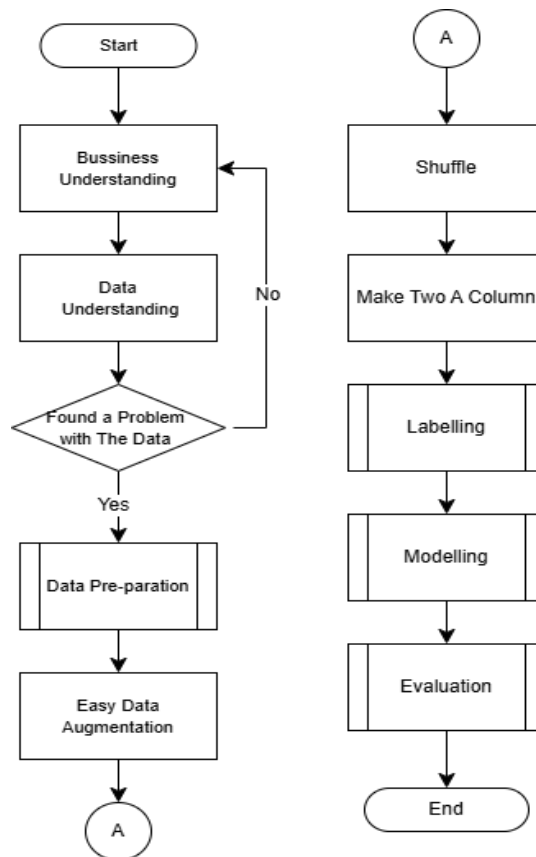 Start
Bussiness
Understanding
Data
Understanding
No
Found a Problem
with The Data
Yes
Data Pre-paration
Easy Data
Augmentation
A
A
Shuffle
Make Two A Column
Labelling
Modelling
Evaluation
End